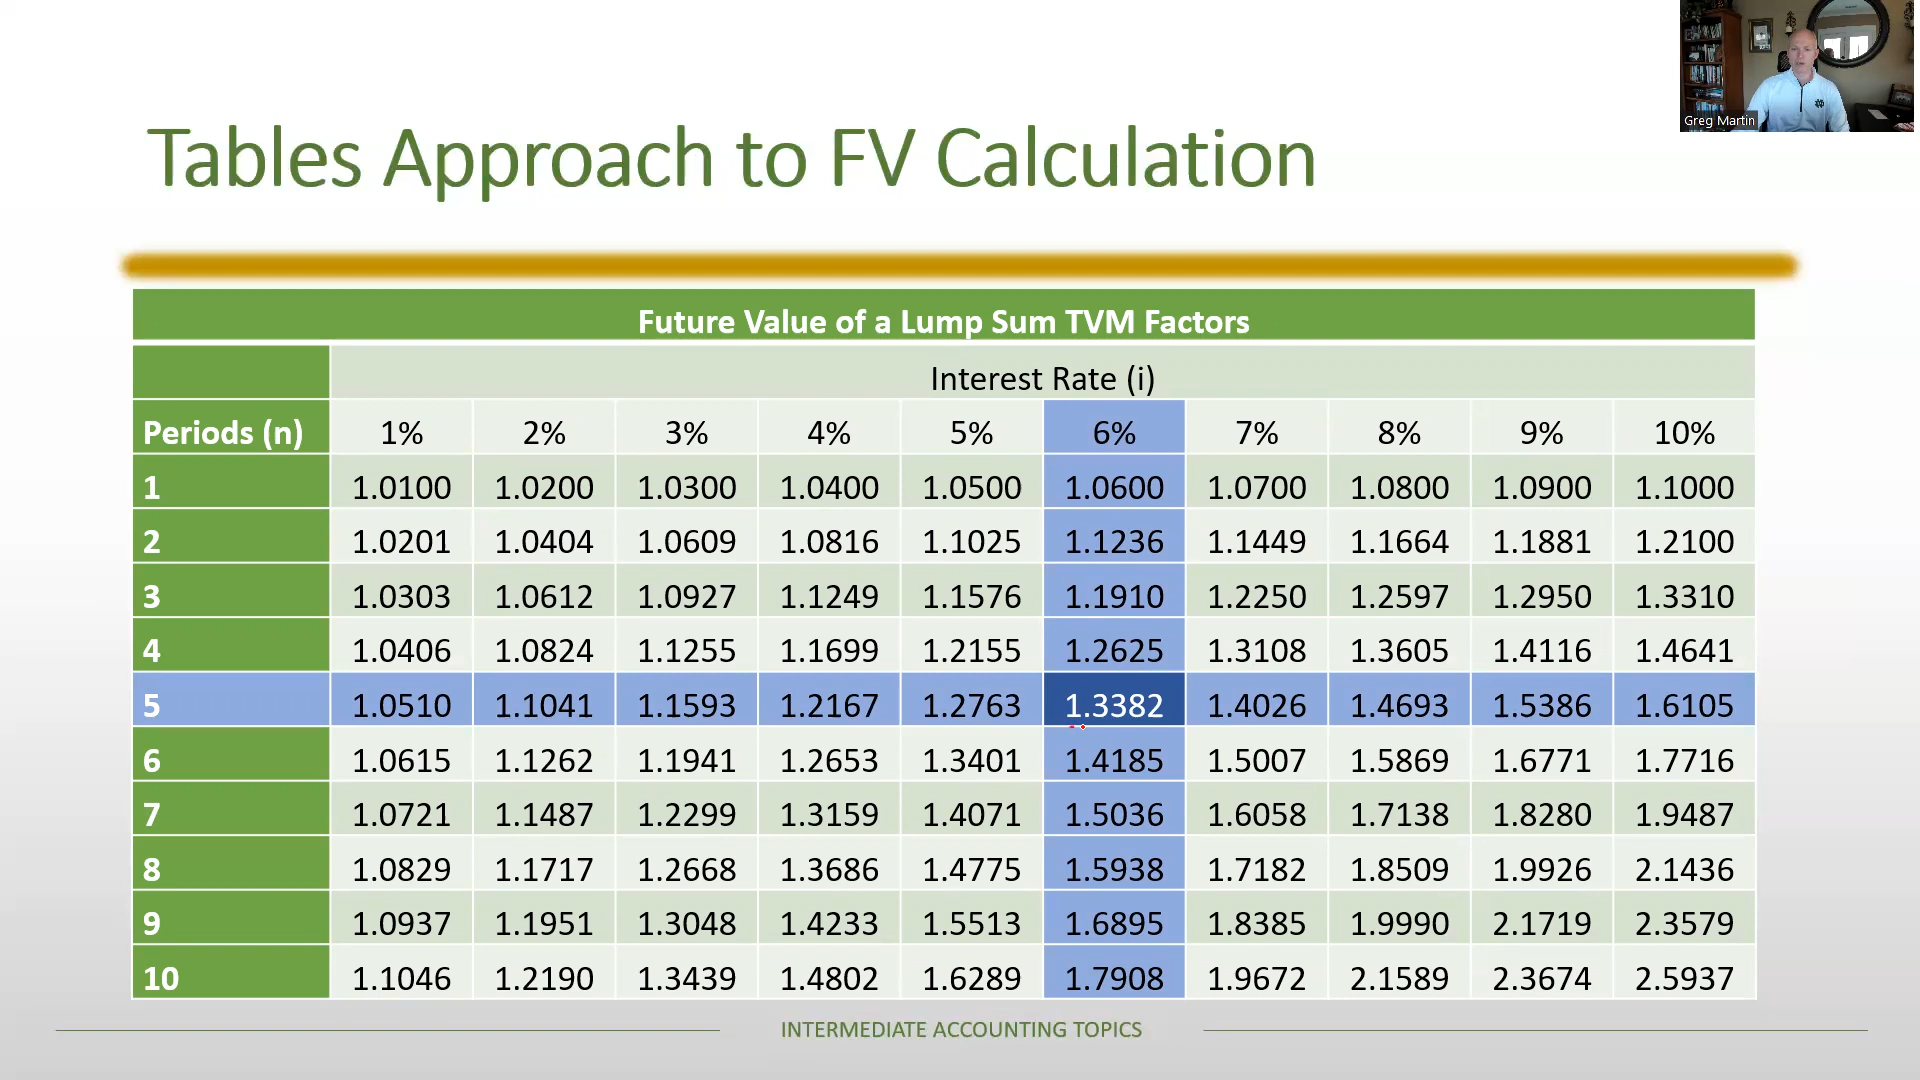 Greg Martin
Tables Approach to FV Calculation
Future Value of a Lump Sum TVM Factors
Interest Rate (i)
Periods (n) 1% 2% 3% 4% 5% 6% 7% 8% 9% 10%
1 1.0100 1.0200 1.0300 1.0400 1.0500 1.0600 1.0700 1.0800 1.0900 1.1000
2 1.0201 1.0404 1.0609 1.0816 1.1025 1.1236 1.1449 1.1664 1.1881 1.2100
3 1.0303 1.0612 1.0927 1.1249 1.1576 1.1910 1.2250 1.2597 1.2950 1.3310
4 1.0406 1.0824 1.1255 1.1699 1.2155 1.2625 1.3108 1.3605 1.4116 1.4641
5 1.0510 1.1041 1.1593 1.2167 1.2763 1.3382 1.4026 1.4693 1.5386 1.6105
6 1.0615 1.1262 1.1941 1.2653 1.3401 1.4185 1.5007 1.5869 1.6771 1.7716
7 1.0721 1.1487 1.2299 1.3159 1.4071 1.5036 1.6058 1.7138 1.8280 1.9487
8 1.0829 1.1717 1.2668 1.3686 1.4775 1.5938 1.7182 1.8509 1.9926 2.1436
9 1.0937 1.1951 1.3048 1.4233 1.5513 1.6895 1.8385 1.9990 2.1719 2.3579
10 1.1046 1.2190 1.3439 1.4802 1.6289 1.7908 1.9672 2.1589 2.3674 2.5937
INTERMEDIATE ACCOUNTING TOPICS